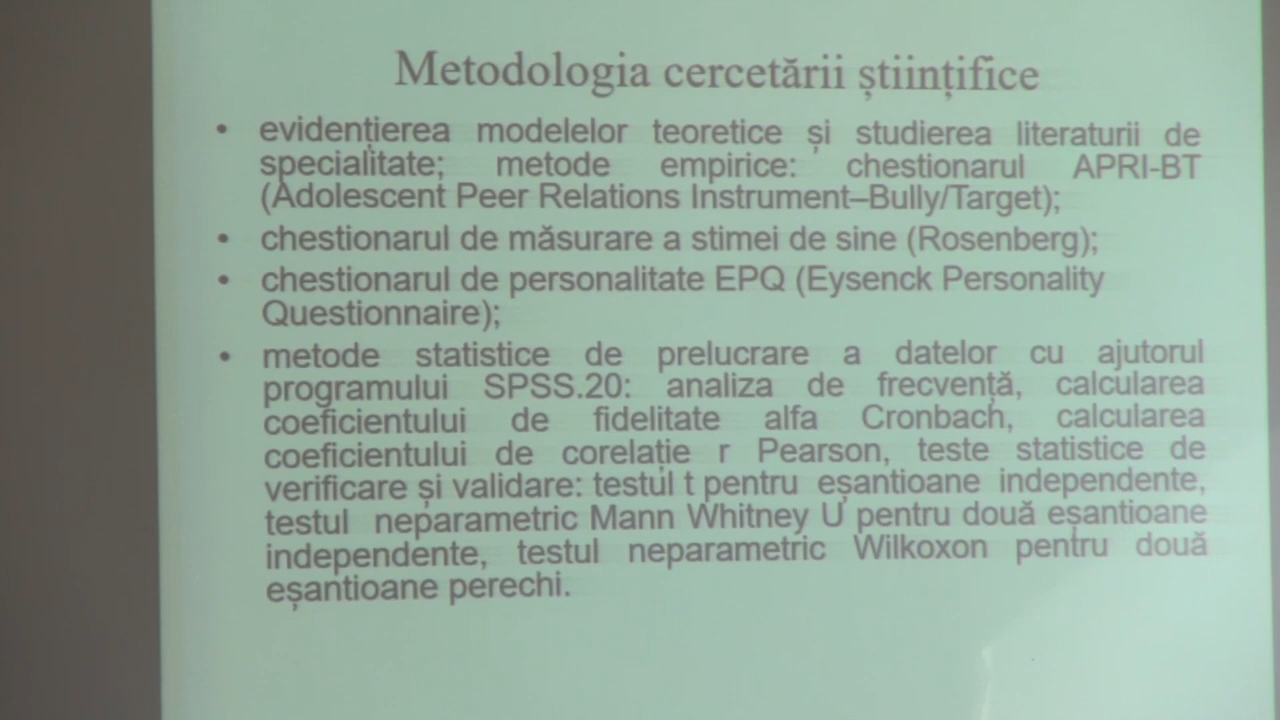 Metodologia cercetării științifice
• evidențierea modelelor teoretice și studierea literaturii de
specialitate; metode empirice: chestionarul APRI-BT
(Adolescent Peer Relations Instrument–Bully/Target);
• chestionarul de măsurare a stimei de sine (Rosenberg);
• chestionarul de personalitate EPQ (Eysenck Personality
Questionnaire);
• metode statistice de prelucrare a datelor cu ajutorul
programului SPSS.20: analiza de frecvență, calcularea
coeficientului de fidelitate alfa Cronbach, calcularea
coeficientului de corelație r Pearson, teste statistice de
verificare și validare: testul t pentru eșantioane independente,
testul neparametric Mann Whitney U pentru două eșantioane
independente, testul neparametric Wilkoxon pentru două
eșantioane perechi.